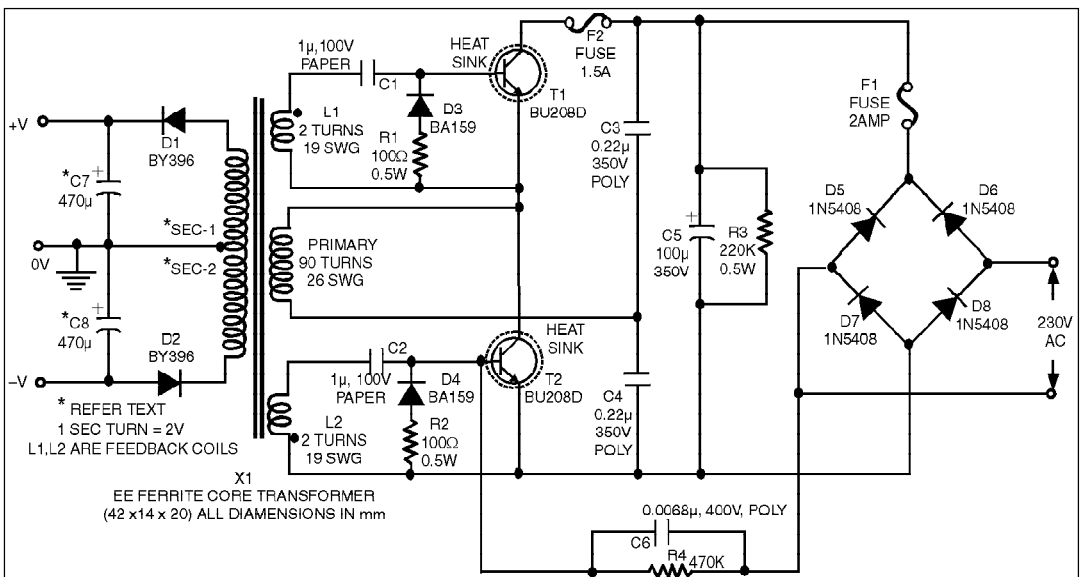 F2
FUSE
1.5A
HEAT
SINK
1µ,100V
PAPER
C1
T1
BU208D
F1
FUSE
2AMP
+V
D1
BY396
L1
2 TURNS
19 SWG
D3
BA159
R1
100Ω
0.5W
C3
0.22µ
350V
POLY
*C7
470µ
+
D5
1N5408
D6
1N5408
*SEC-1
+
C5
100µ
350V
R3
220K
0.5W
0V
*SEC-2
PRIMARY
90 TURNS
26 SWG
*C8
470µ
+
D7
1N5408
D8
1N5408
230V
AC
D2
BY396
HEAT
SINK
C2
1µ, 100V
PAPER
D4
BA159
T2
BU208D
−V
C4
0.22µ
350V
POLY
* REFER TEXT
1 SEC TURN = 2V
L1,L2 ARE FEEDBACK COILS
L2
2 TURNS
19 SWG
R2
100Ω
0.5W
X1
EE FERRITE CORE TRANSFORMER
(42 x14 x 20) ALL DIAMENSIONS IN mm
0.0068µ, 400V, POLY
C6
R4
470K